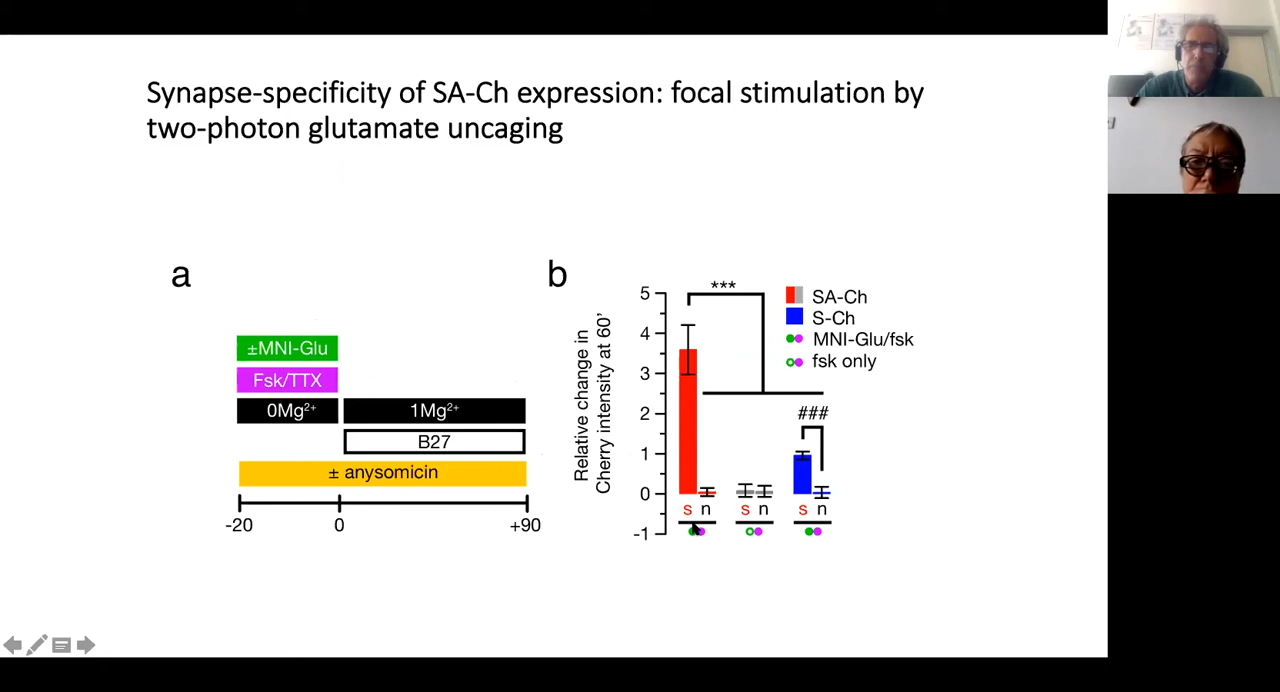 Synapse-specificity of SA-Ch expression: focal stimulation by
two-photon glutamate uncaging
a
±MNI-Glu
Fsk/TTX
0Mg²⁺
1Mg²⁺
B27
± anysomicin
-20
0
+90
b
Relative change in
Cherry intensity at 60'
5
4
3
2
1
0
-1
***
###
SA-Ch
S-Ch
MNI-Glu/fsk
fsk only
s n
s n
s n